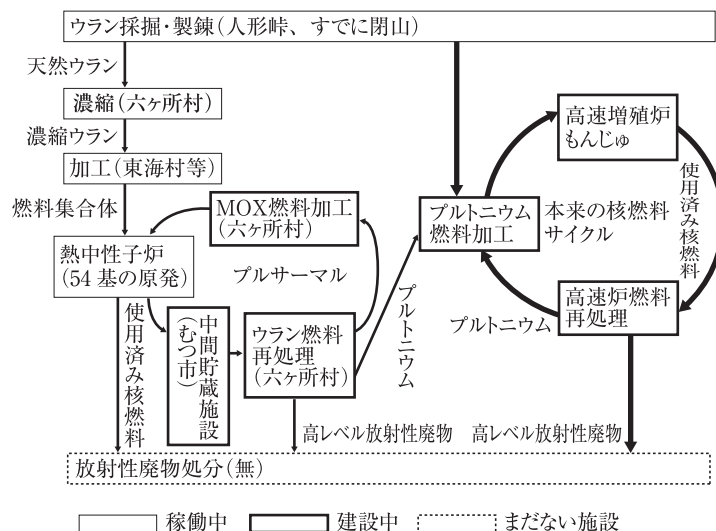 ウラン採掘・製錬(人形峠、すでに閉山)
天然ウラン
濃縮(六ヶ所村)
濃縮ウラン
加工(東海村等)
燃料集合体
熱中性子炉
(54基の原発)
MOX燃料加工
(六ヶ所村)
プルサーマル
使用済み核燃料
中間貯蔵施設
(むつ市)
ウラン燃料
再処理
(六ヶ所村)
プルトニウム
プルトニウム
燃料加工
本来の核燃料
サイクル
高速増殖炉
もんじゅ
使用済み核燃料
高速炉燃料
再処理
プルトニウム
高レベル放射性廃物
高レベル放射性廃物
放射性廃物処分(無)
稼働中
建設中
まだない施設